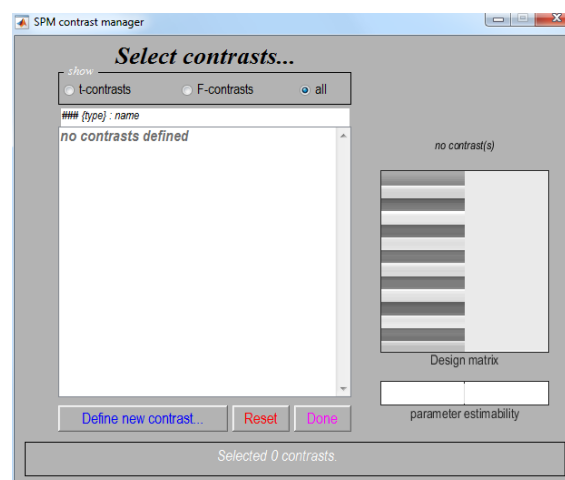 SPM contrast manager
Select contrasts...
show
t-contrasts F-contrasts all
### {type} : name
no contrasts defined
no contrast(s)
Design matrix
parameter estimability
Define new contrast... Reset Done
Selected 0 contrasts.